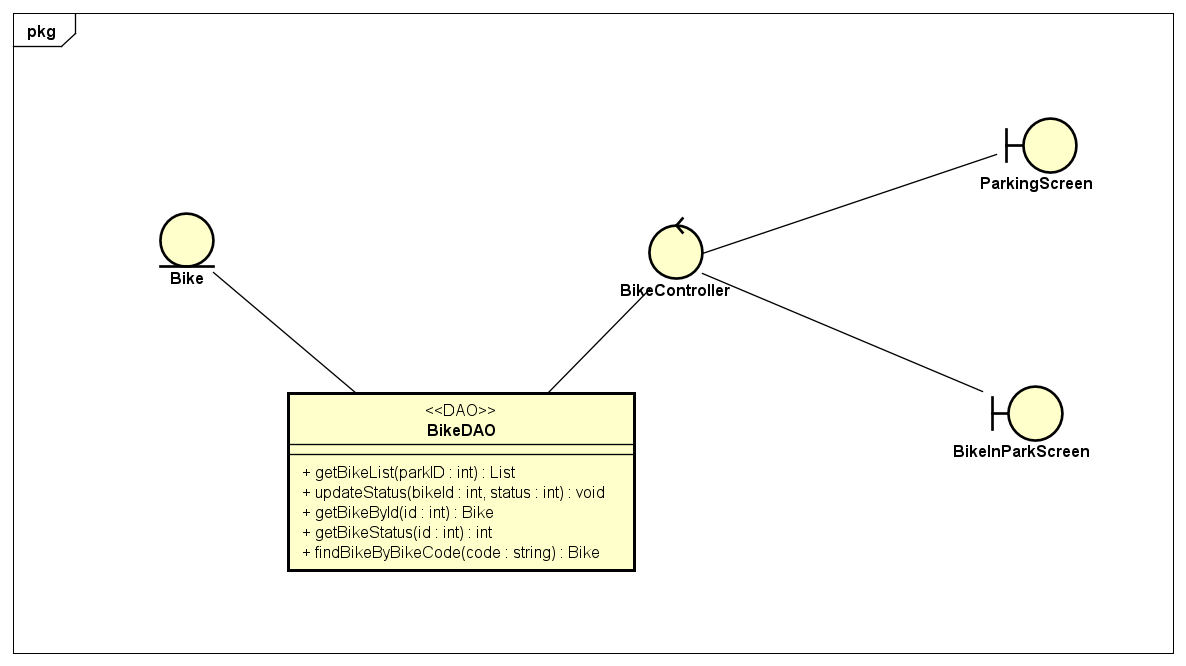 pkg
ParkingScreen
Bike
BikeController
<<DAO>>
BikeDAO
+ getBikeList(parkID : int) : List
+ updateStatus(bikeId : int, status : int) : void
+ getBikeById(id : int) : Bike
+ getBikeStatus(id : int) : int
+ findBikeByBikeCode(code : string) : Bike
BikeInParkScreen